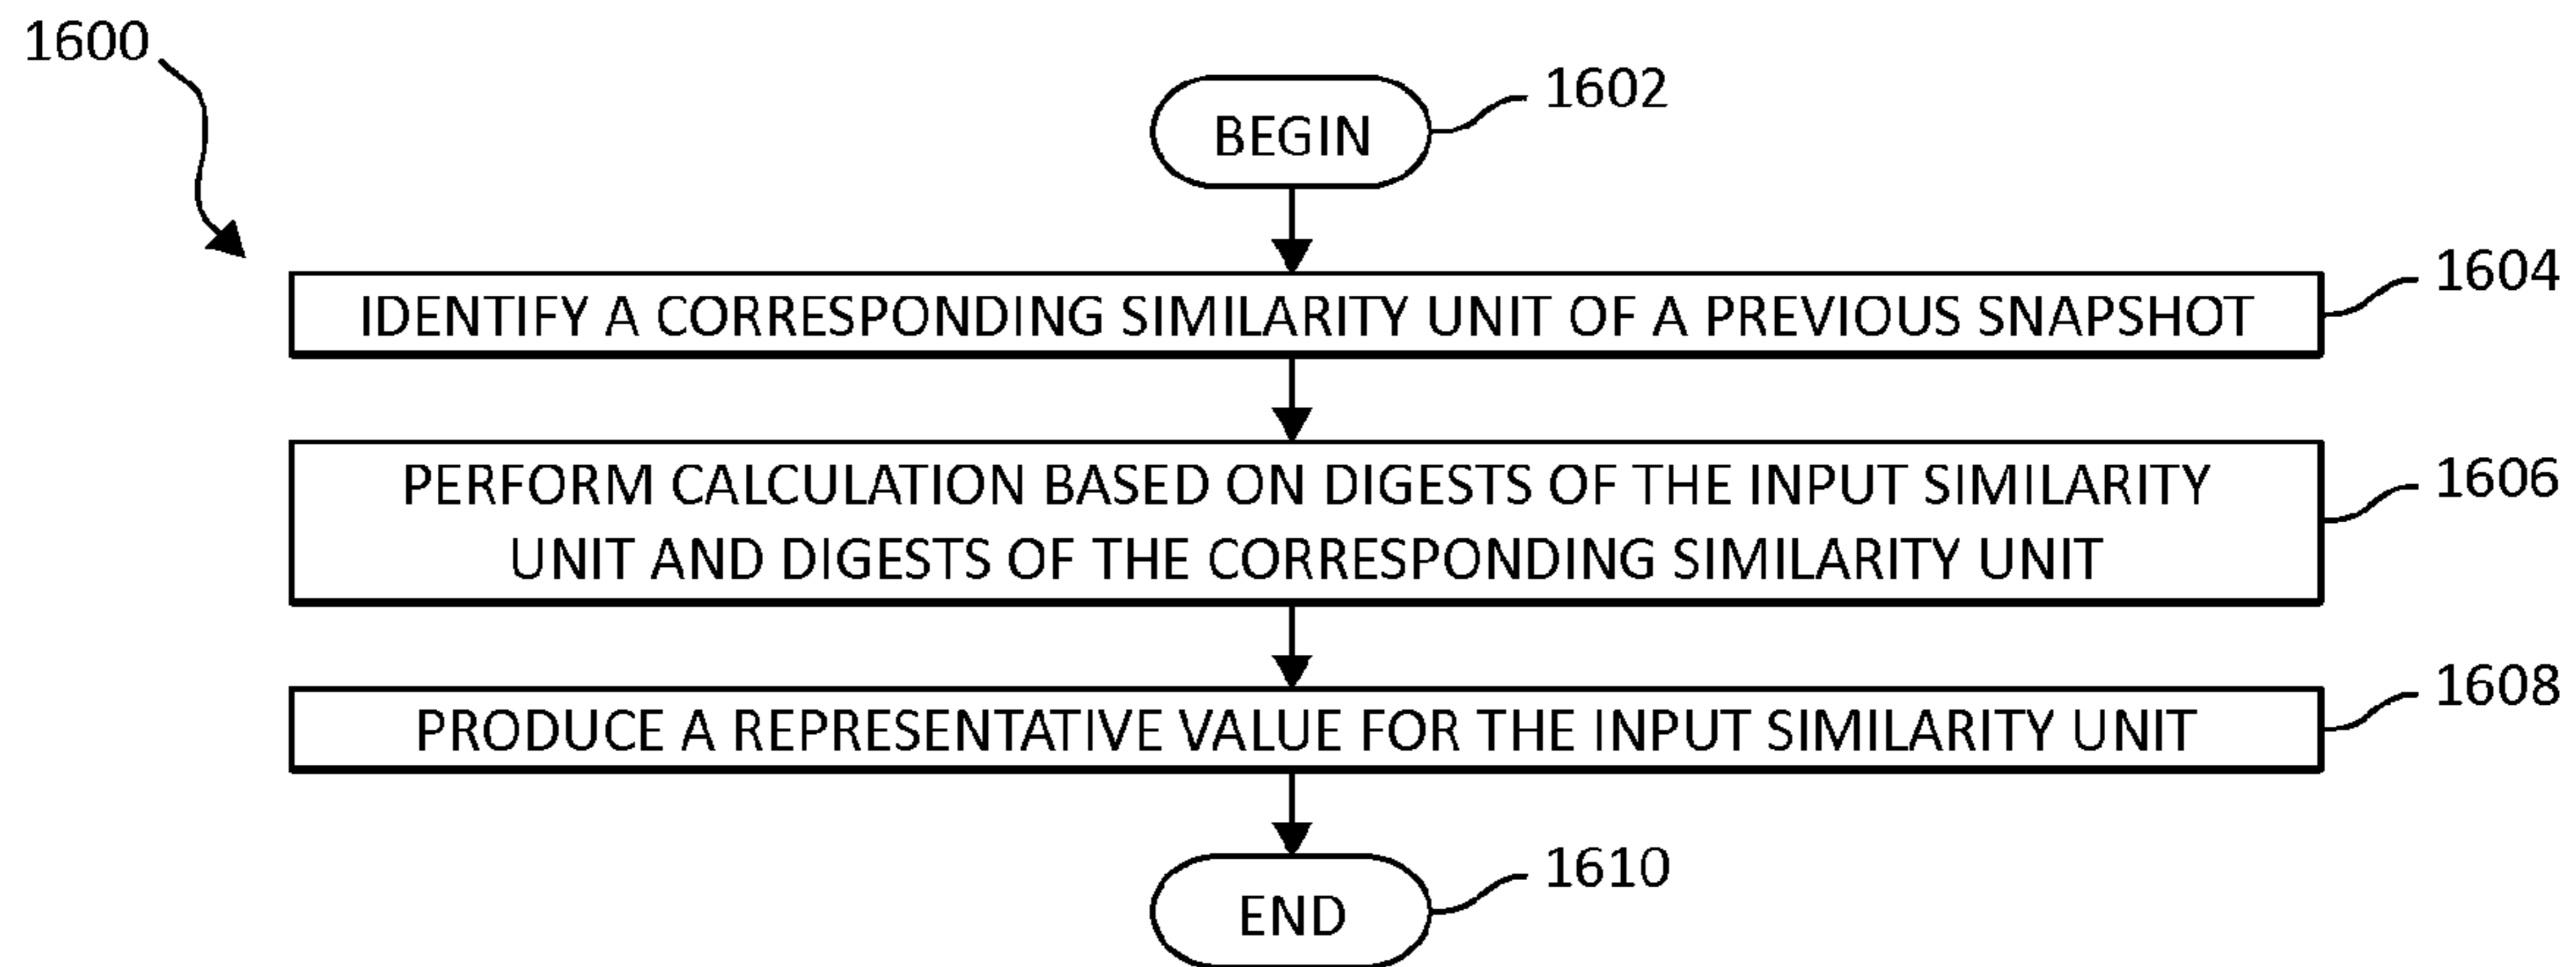 1600
BEGIN
1602
IDENTIFY A CORRESPONDING SIMILARITY UNIT OF A PREVIOUS SNAPSHOT
1604
PERFORM CALCULATION BASED ON DIGESTS OF THE INPUT SIMILARITY
UNIT AND DIGESTS OF THE CORRESPONDING SIMILARITY UNIT
1606
PRODUCE A REPRESENTATIVE VALUE FOR THE INPUT SIMILARITY UNIT
1608
END
1610